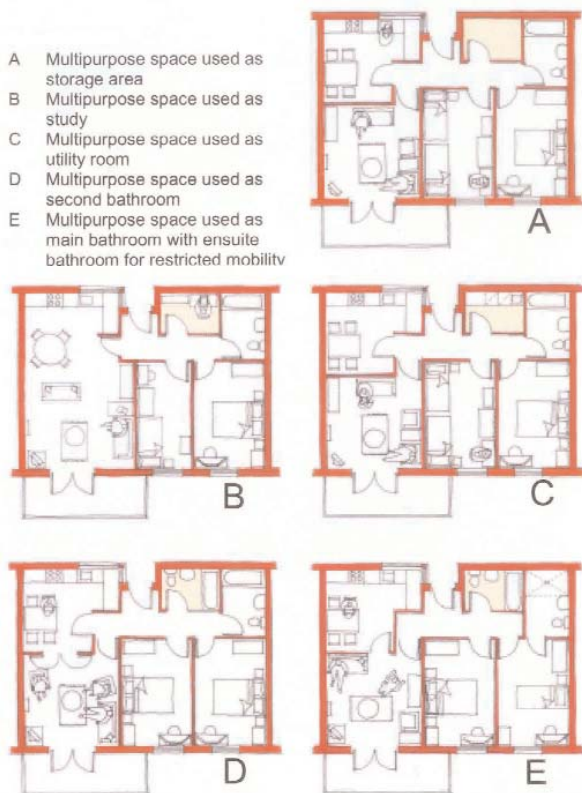 A Multipurpose space used as
storage area
B Multipurpose space used as
study
C Multipurpose space used as
utility room
D Multipurpose space used as
second bathroom
E Multipurpose space used as
main bathroom with ensuite
bathroom for restricted mobility
A
B
C
D
E